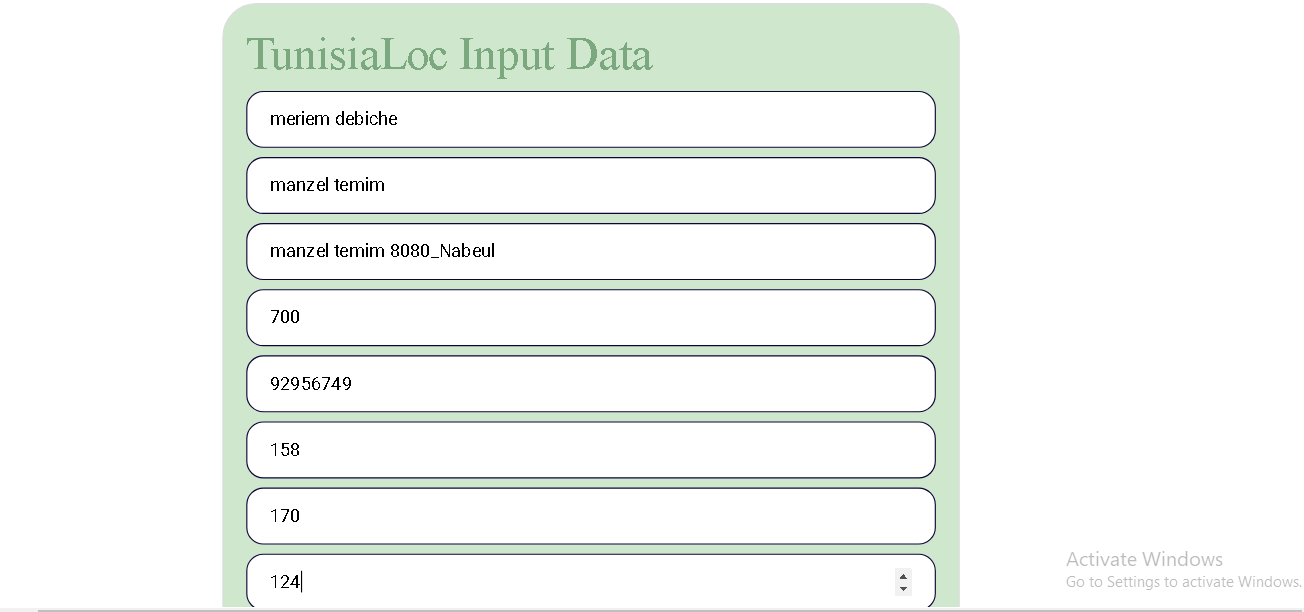 TunisiaLoc Input Data
meriem debiche
manzel temim
manzel temim 8080_Nabeul
700
92956749
158
170
124
Activate Windows
Go to Settings to activate Windows.